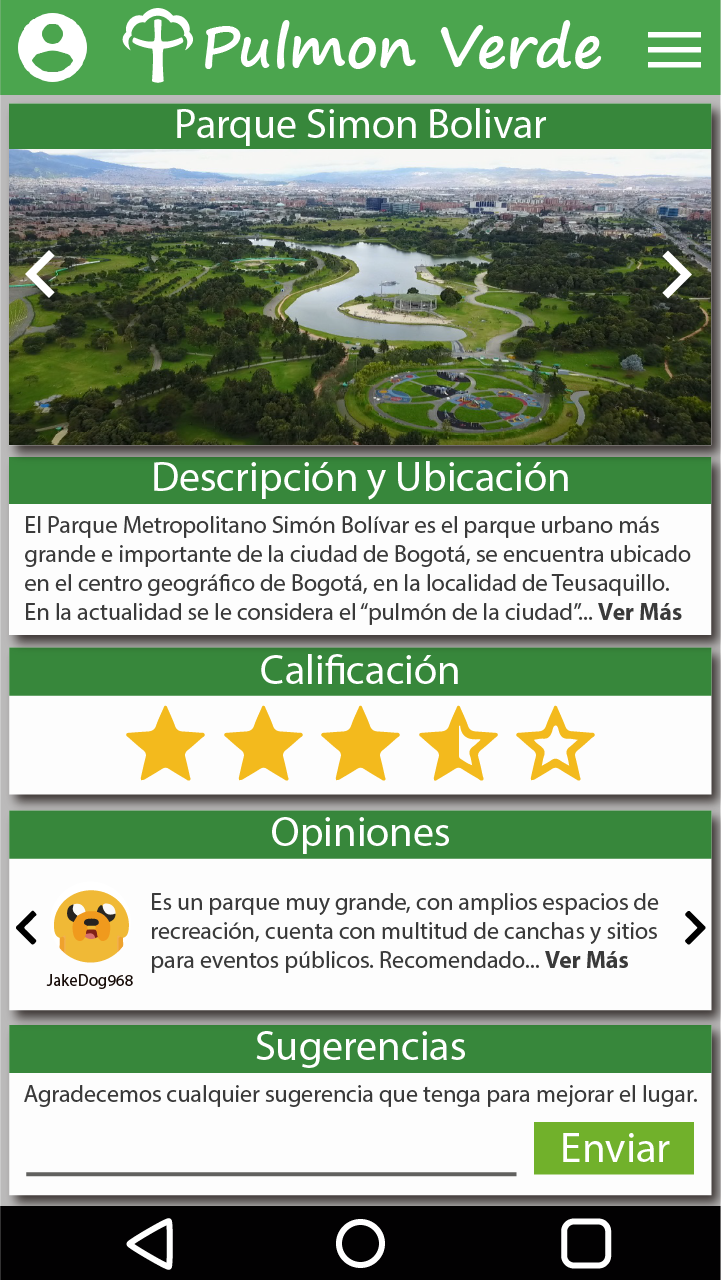 Pulmon Verde
Parque Simon Bolivar
Descripción y Ubicación
El Parque Metropolitano Simón Bolívar es el parque urbano más
grande e importante de la ciudad de Bogotá, se encuentra ubicado
en el centro geográfico de Bogotá, en la localidad de Teusaquillo.
En la actualidad se le considera el “pulmón de la ciudad”... Ver Más
Calificación
Opiniones
Es un parque muy grande, con amplios espacios de
recreación, cuenta con multitud de canchas y sitios
para eventos públicos. Recomendado... Ver Más
JakeDog968
Sugerencias
Agradecemos cualquier sugerencia que tenga para mejorar el lugar.
Enviar